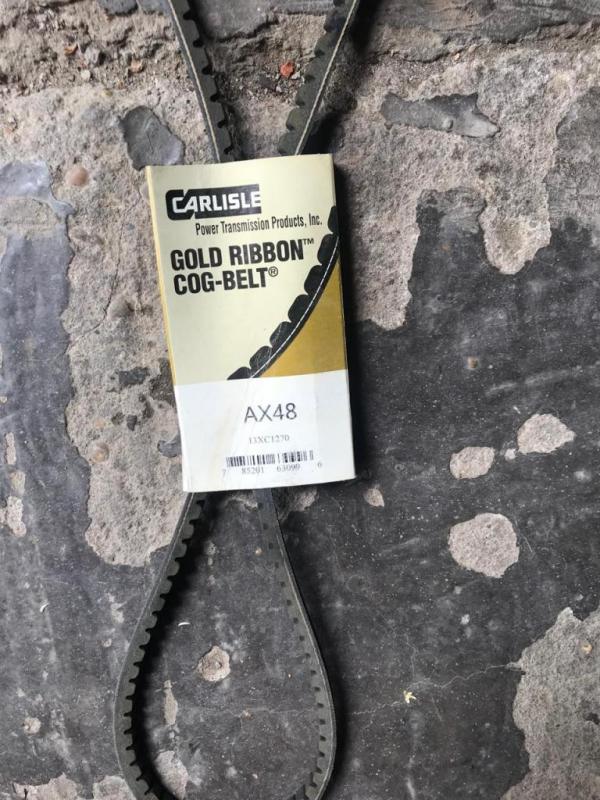 CARLISLE
Power Transmission Products, Inc.
GOLD RIBBON™
COG-BELT®
AX48
13XC1270
7 85201 63090 6